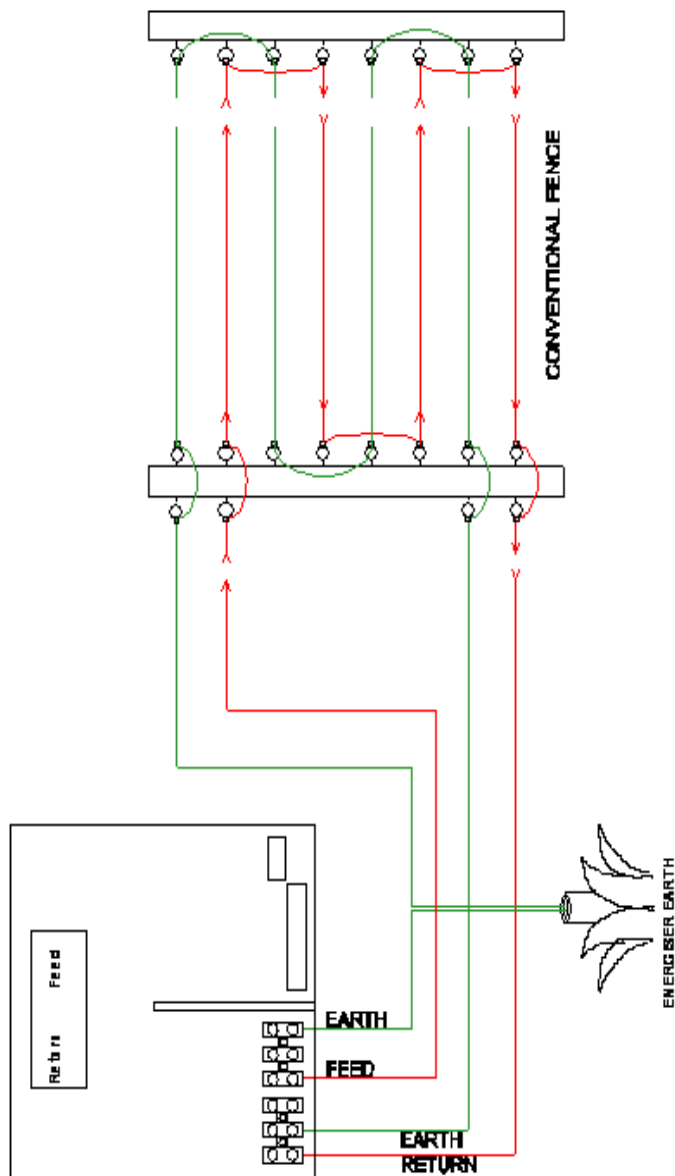 CONVENTIONAL FENCE
Return Feed
EARTH
FEED
EARTH
RETURN
ENERGISER EARTH